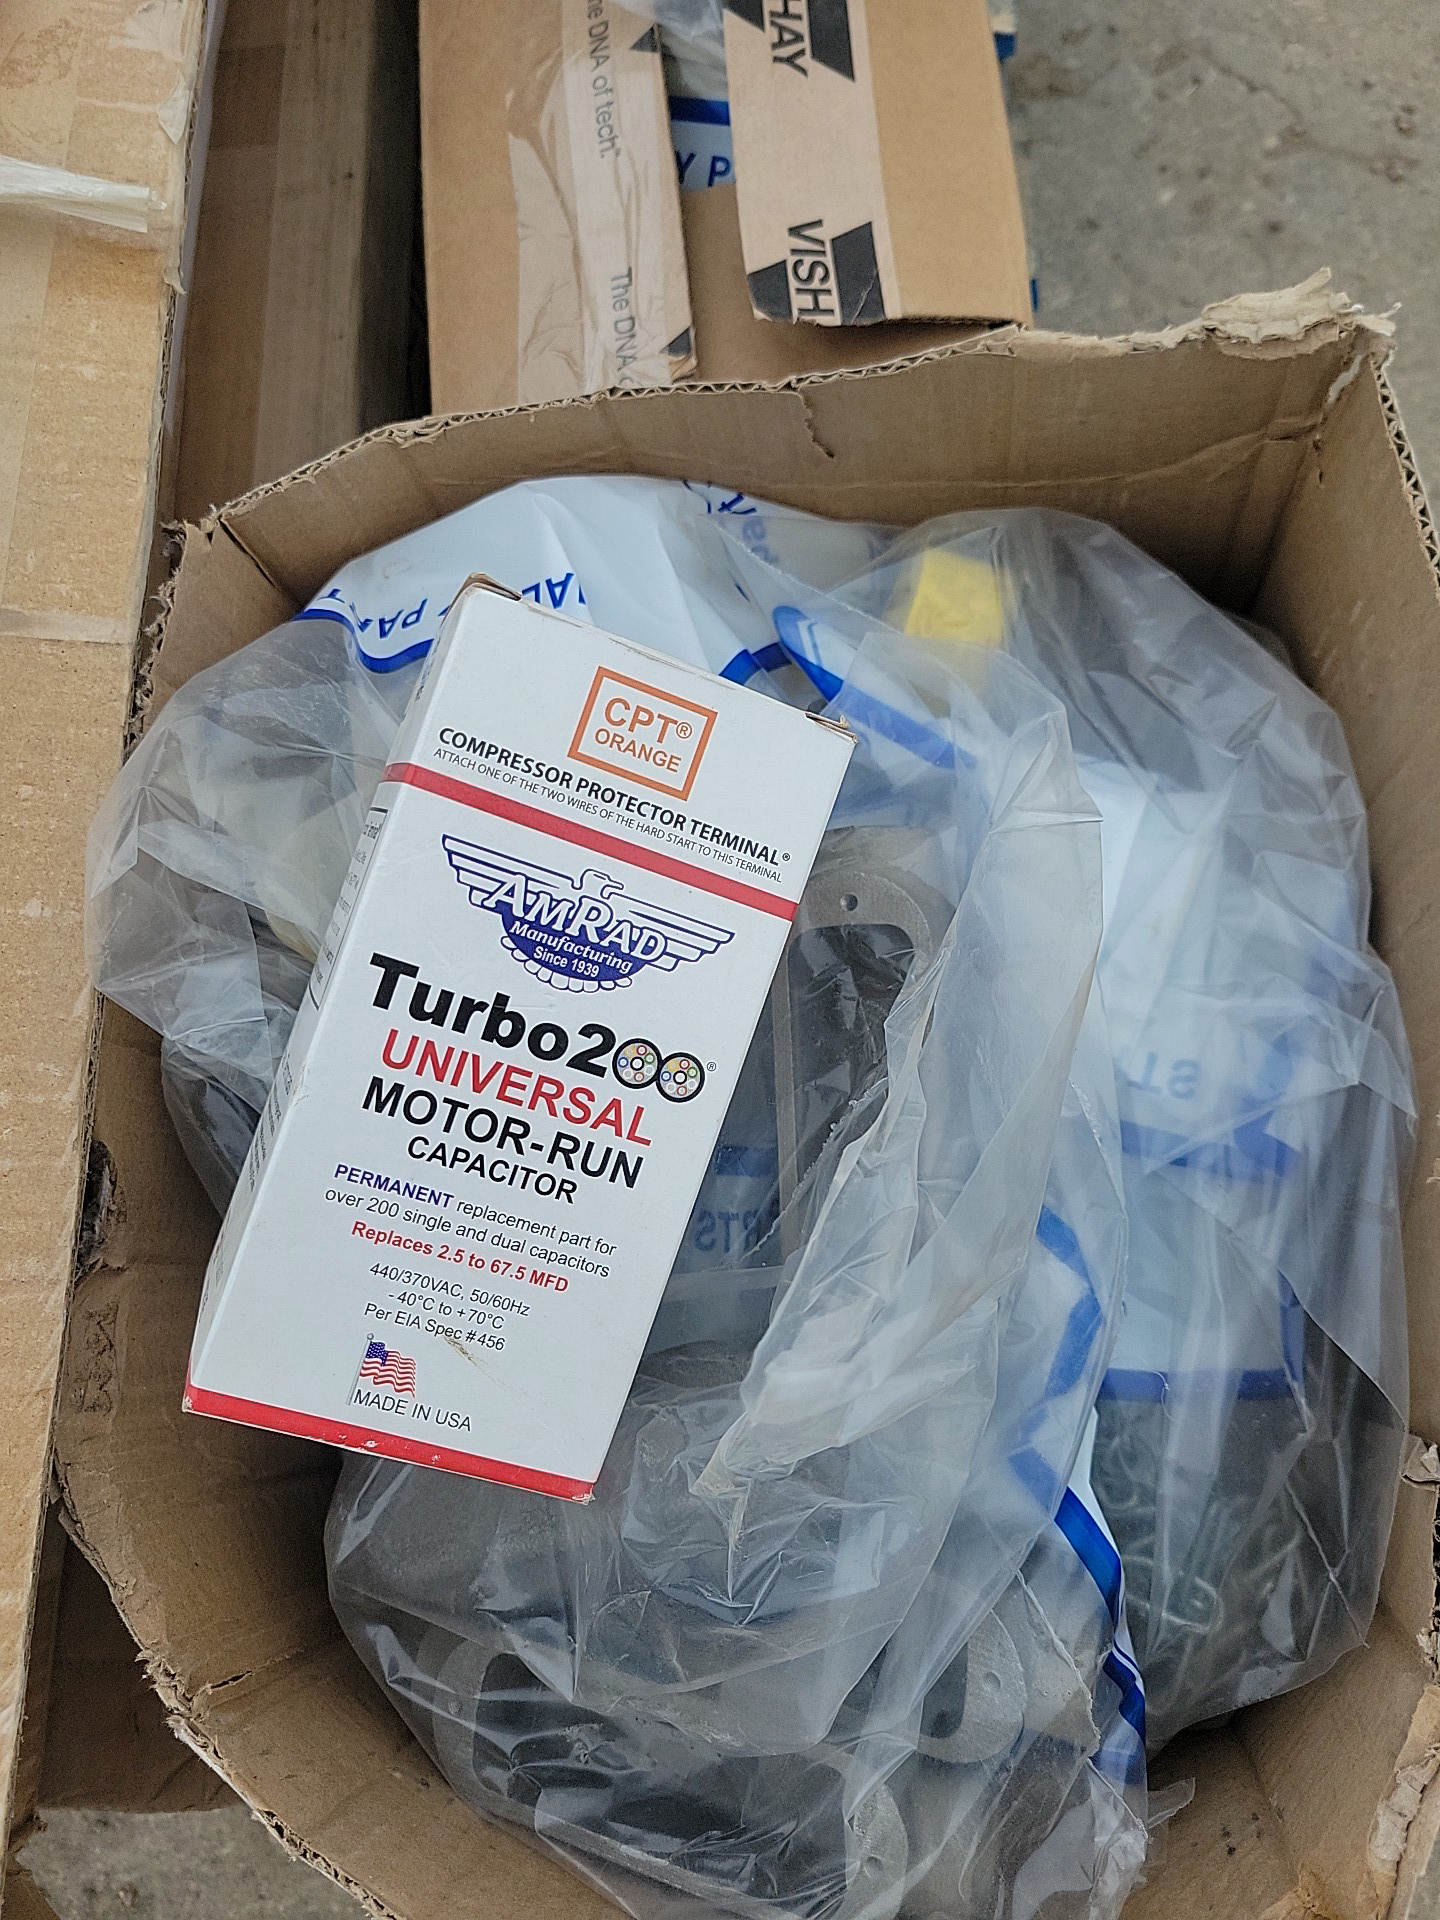 he DNA of tech.
The DNA
HAY
VISH
Y P
CPT®
ORANGE
COMPRESSOR PROTECTOR TERMINAL®
ATTACH ONE OF THE TWO WIRES OF THE HARD START TO THIS TERMINAL
AMRAD
Manufacturing
Since 1939
Turbo200®
UNIVERSAL
MOTOR-RUN
CAPACITOR
PERMANENT replacement part for
over 200 single and dual capacitors
Replaces 2.5 to 67.5 MFD
440/370VAC, 50/60Hz
- 40°C to +70°C
Per EIA Spec #456
MADE IN USA